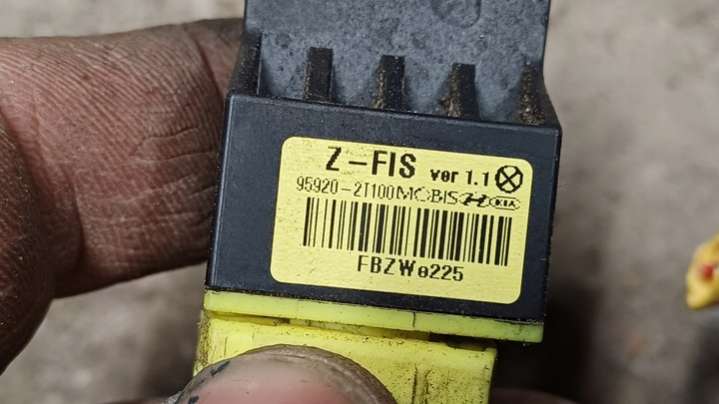 Z-FIS ver 1.1
95920-2T100 MOBIS KIA
FBZW0225